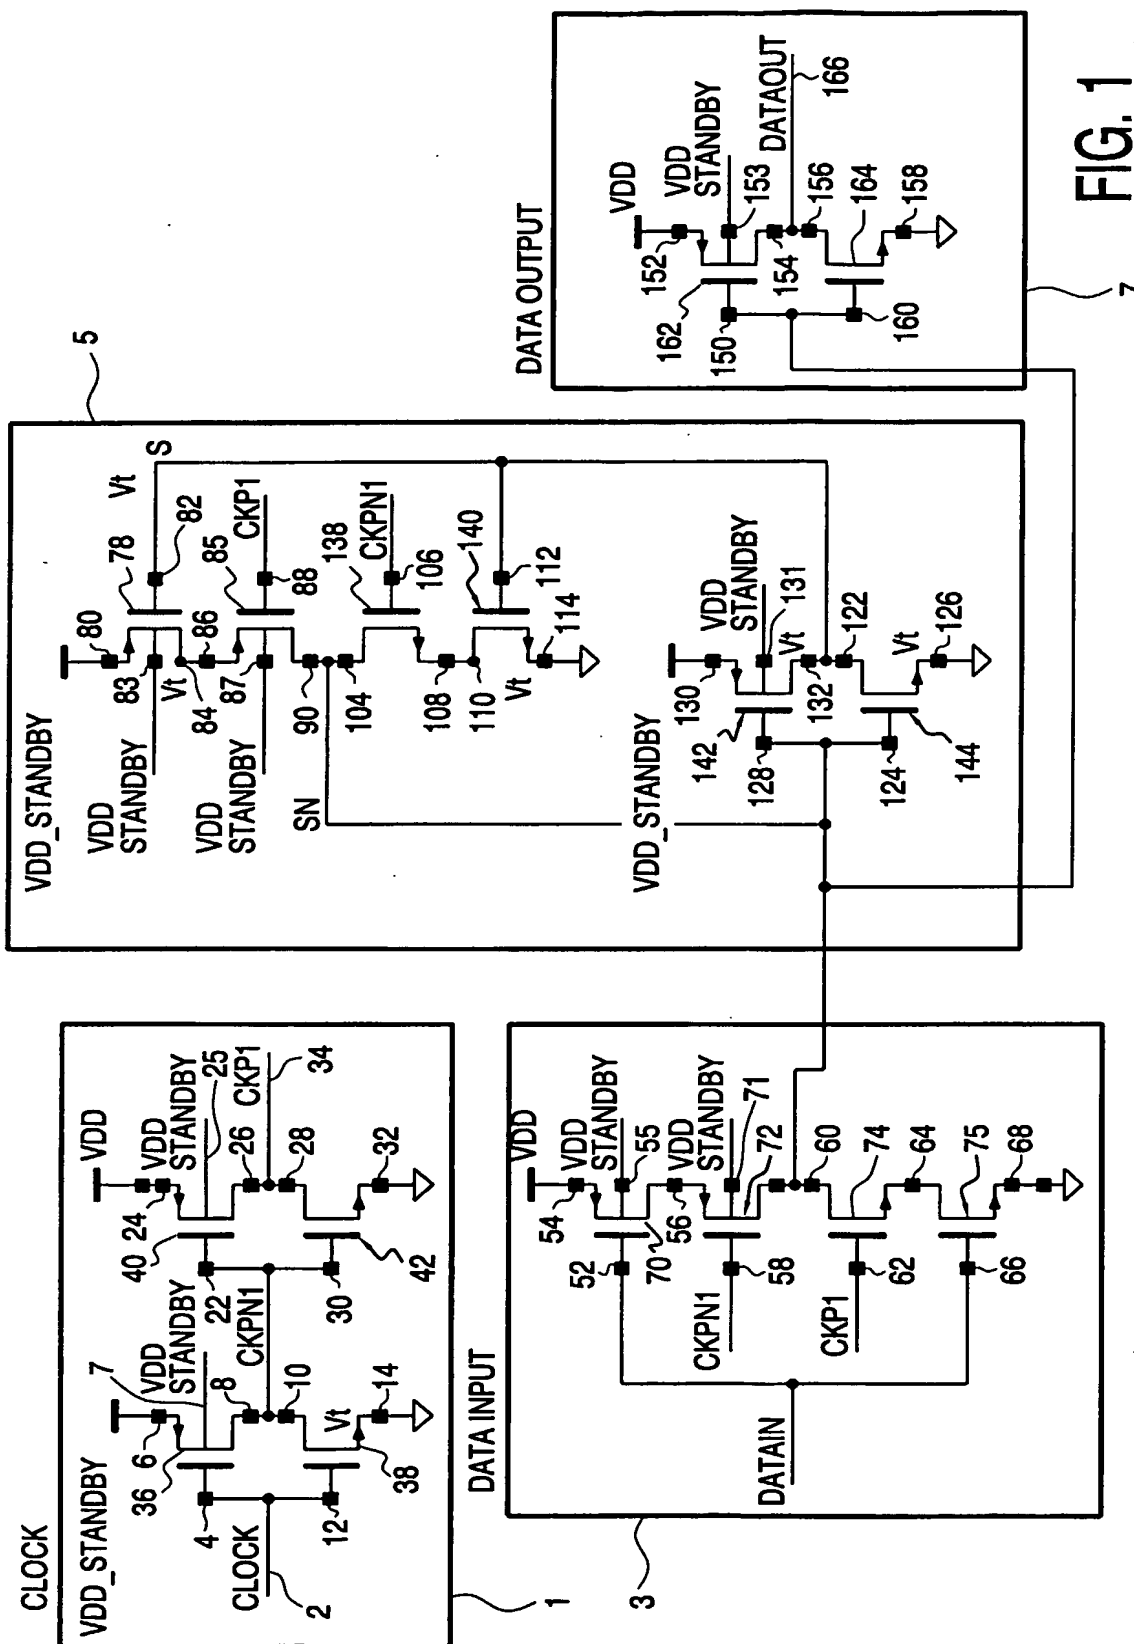 FIG. 1
CLOCK
VDD_STANDBY
CLOCK
2
4
12
36
6
VDD
STANDBY
7
8
10
Vt
14
38
CKPN1
40
22
30
24
VDD
VDD
STANDBY
25
26
28
32
42
CKP1
34
1
DATA INPUT
DATAIN
52
54
VDD
VDD
STANDBY
55
70
56
VDD
STANDBY
71
72
CKPN1
58
60
CKP1
62
74
64
66
75
68
3
5
VDD_STANDBY
VDD
STANDBY
VDD
STANDBY
80
78
Vt
S
82
83
Vt
84
86
85
CKP1
88
87
90
SN
104
138
CKPN1
106
108
110
140
112
Vt
114
VDD_STANDBY
130
VDD
STANDBY
131
142
128
Vt
132
122
124
144
Vt
126
DATA OUTPUT
VDD
152
VDD
STANDBY
153
162
150
154
DATAOUT
166
156
164
160
158
7